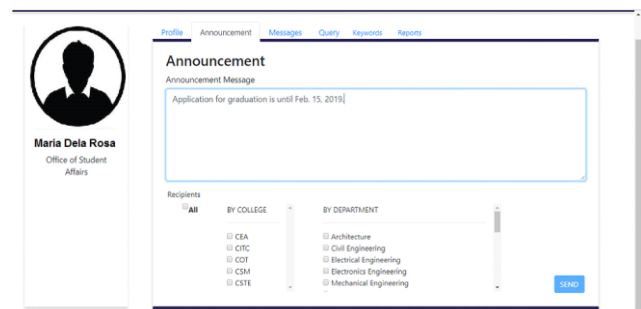 Profile Announcement Messages Query Keywords Reports
Announcement
Announcement Message
Application for graduation is until Feb. 15, 2019.
Maria Dela Rosa
Office of Student
Affairs
Recipients
All BY COLLEGE BY DEPARTMENT
CEA Architecture
CITC Civil Engineering
COT Electrical Engineering
CSM Electronics Engineering
CSTE Mechanical Engineering
SEND